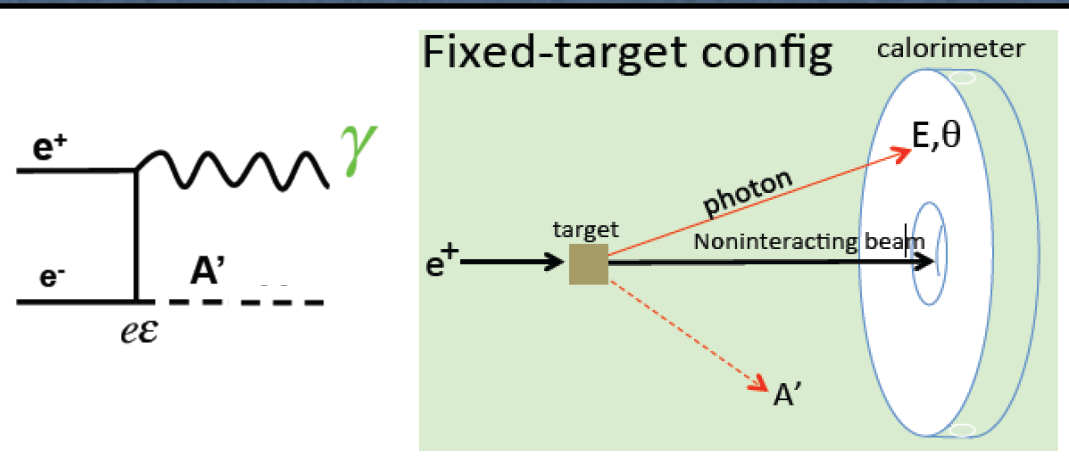 e+
γ
e-
A'
eε
Fixed-target config
calorimeter
E,θ
photon
target
Noninteracting beam
e+
A'